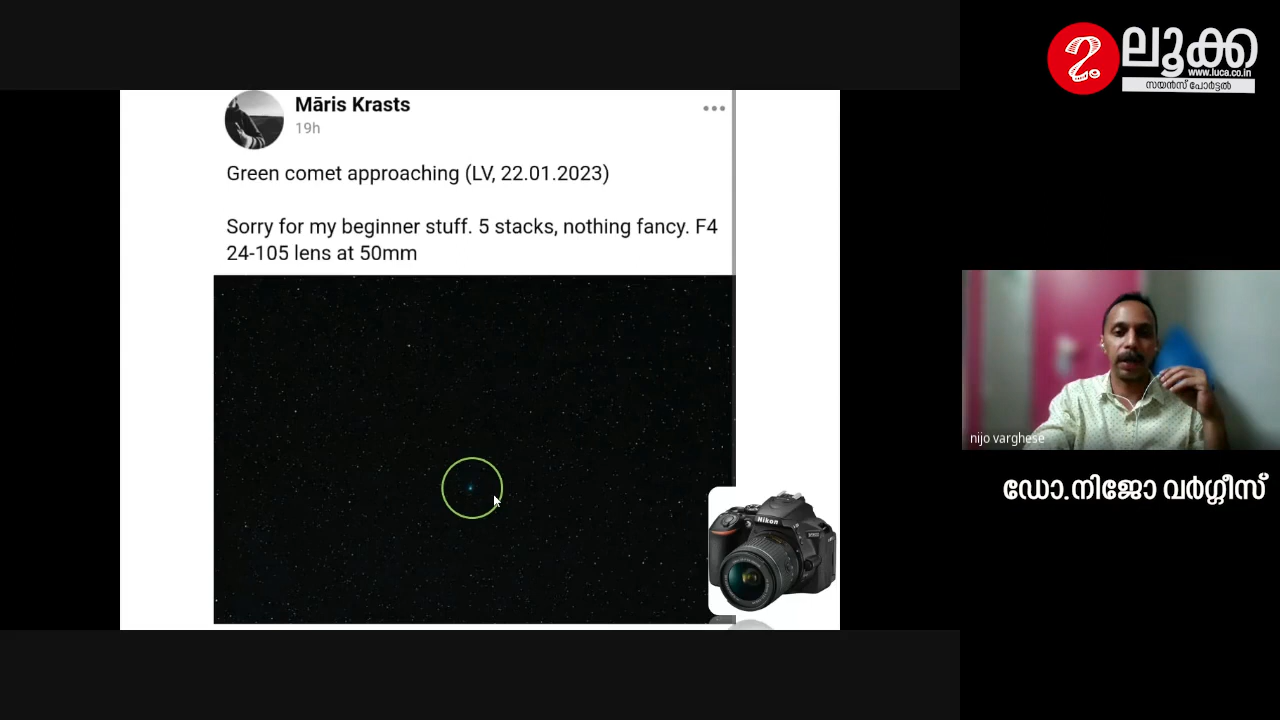 Māris Krasts
19h
Green comet approaching (LV, 22.01.2023)
Sorry for my beginner stuff. 5 stacks, nothing fancy. F4
24-105 lens at 50mm
Nikon
ലൂക്ക
www.luca.co.in
സയൻസ് പോർട്ടൽ
nijo varghese
ഡോ.നിജോ വർഗ്ഗീസ്